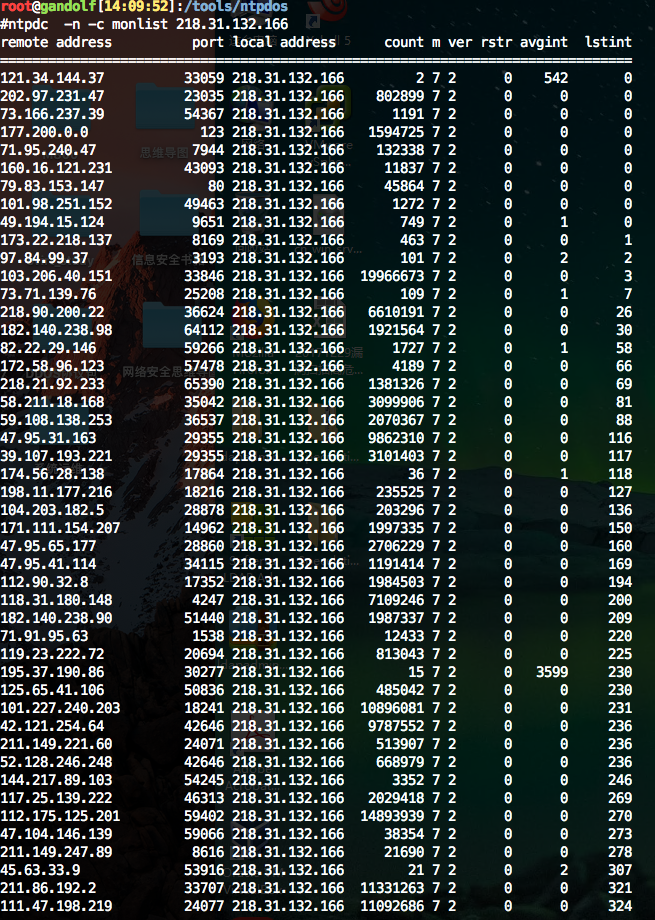 root@gandolf[14:09:52]:/tools/ntpdos
#ntpdc -n -c monlist 218.31.132.166
remote address port local address count m ver rstr avgint lstint
===============================================================================
121.34.144.37 33059 218.31.132.166 2 7 2 0 542 0
202.97.231.47 23035 218.31.132.166 802899 7 2 0 0 0
73.166.237.39 54367 218.31.132.166 1191 7 2 0 0 0
177.200.0.0 123 218.31.132.166 1594725 7 2 0 0 0
71.95.240.47 7944 218.31.132.166 132338 7 2 0 0 0
160.16.121.231 43093 218.31.132.166 11837 7 2 0 0 0
79.83.153.147 80 218.31.132.166 45864 7 2 0 0 0
101.98.251.152 49463 218.31.132.166 1272 7 2 0 0 0
49.194.15.124 9651 218.31.132.166 749 7 2 0 1 0
173.22.218.137 8169 218.31.132.166 463 7 2 0 0 1
97.84.99.37 3193 218.31.132.166 101 7 2 0 2 2
103.206.40.151 33846 218.31.132.166 19966673 7 2 0 0 3
73.71.139.76 25208 218.31.132.166 109 7 2 0 1 7
218.90.200.22 36624 218.31.132.166 6610191 7 2 0 0 26
182.140.238.98 64112 218.31.132.166 1921564 7 2 0 0 30
82.22.29.146 59266 218.31.132.166 1727 7 2 0 1 58
172.58.96.123 57478 218.31.132.166 4189 7 2 0 0 66
218.21.92.233 65390 218.31.132.166 1381326 7 2 0 0 69
58.211.18.168 35042 218.31.132.166 3099906 7 2 0 0 81
59.108.138.253 36537 218.31.132.166 2070367 7 2 0 0 88
47.95.31.163 29355 218.31.132.166 9862310 7 2 0 0 116
39.107.193.221 29355 218.31.132.166 3101403 7 2 0 0 117
174.56.28.138 17864 218.31.132.166 36 7 2 0 1 118
198.11.177.216 18216 218.31.132.166 235525 7 2 0 0 127
104.203.182.5 28878 218.31.132.166 203296 7 2 0 0 136
171.111.154.207 14962 218.31.132.166 1997335 7 2 0 0 150
47.95.65.177 28860 218.31.132.166 2706229 7 2 0 0 160
47.95.41.114 34115 218.31.132.166 1191414 7 2 0 0 169
112.90.32.8 17352 218.31.132.166 1984503 7 2 0 0 194
118.31.180.148 4247 218.31.132.166 7109246 7 2 0 0 200
182.140.238.90 51440 218.31.132.166 1987337 7 2 0 0 209
71.91.95.63 1538 218.31.132.166 12433 7 2 0 0 220
119.23.222.72 20694 218.31.132.166 813043 7 2 0 0 225
195.37.190.86 30277 218.31.132.166 15 7 2 0 3599 230
125.65.41.106 50836 218.31.132.166 485042 7 2 0 0 230
101.227.240.203 18241 218.31.132.166 10896081 7 2 0 0 231
42.121.254.64 42646 218.31.132.166 9787552 7 2 0 0 236
211.149.221.60 24071 218.31.132.166 513907 7 2 0 0 236
52.128.246.248 42646 218.31.132.166 668979 7 2 0 0 236
144.217.89.103 54245 218.31.132.166 3352 7 2 0 0 246
117.25.139.222 46313 218.31.132.166 2029418 7 2 0 0 269
112.175.125.201 59402 218.31.132.166 14893939 7 2 0 0 270
47.104.146.139 59066 218.31.132.166 38354 7 2 0 0 273
211.149.247.89 8616 218.31.132.166 21690 7 2 0 0 278
45.63.33.9 53916 218.31.132.166 21 7 2 0 2 307
211.86.192.2 33707 218.31.132.166 11331263 7 2 0 0 321
111.47.198.219 24077 218.31.132.166 11092686 7 2 0 0 324
思维导图
信息安全书
网络安全思维导图